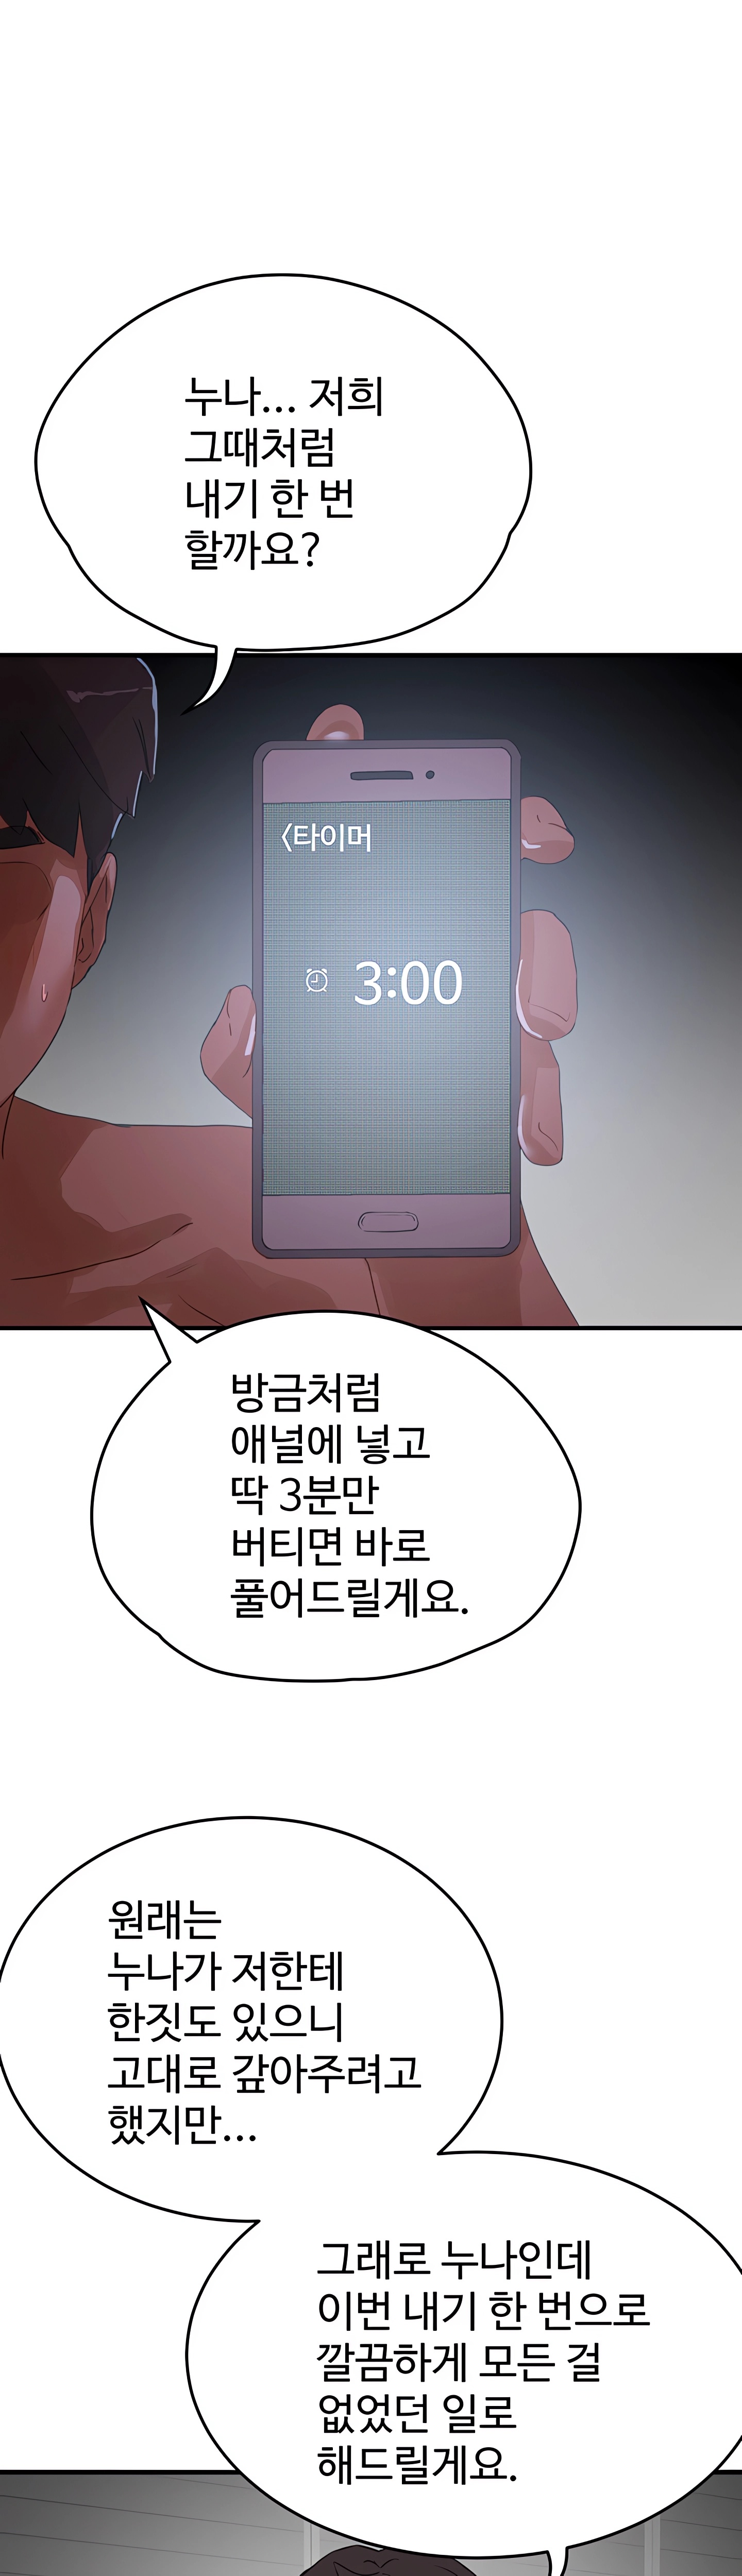 누나... 저희
그때처럼
내기 한 번
할까요?
<타이머
3:00
방금처럼
애널에 넣고
딱 3분만
버티면 바로
풀어드릴게요.
원래는
누나가 저한테
한짓도 있으니
고대로 갚아주려고
했지만...
그래로 누나인데
이번 내기 한 번으로
깔끔하게 모든 걸
없었던 일로
해드릴게요.